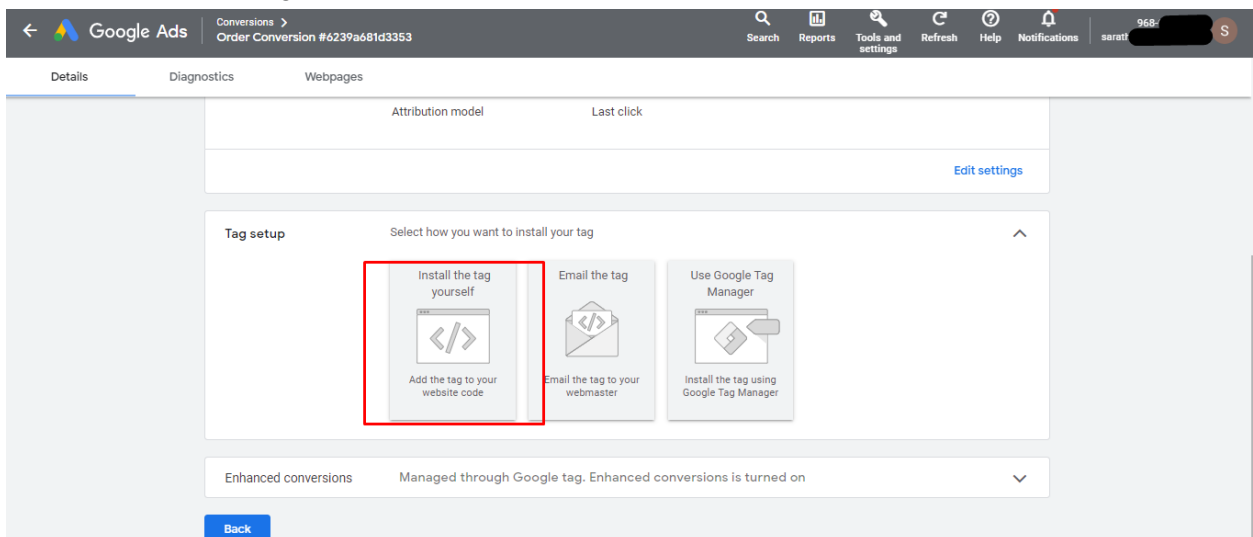 Google Ads
Conversions >
Order Conversion #6239a681d3353
Search
Reports
Tools and
settings
Refresh
Help
Notifications
968-
sarat
S
Details
Diagnostics
Webpages
Attribution model
Last click
Edit settings
Tag setup
Select how you want to install your tag
Install the tag
yourself
</>
Add the tag to your
website code
Email the tag
</>
Email the tag to your
webmaster
Use Google Tag
Manager
Install the tag using
Google Tag Manager
Enhanced conversions
Managed through Google tag. Enhanced conversions is turned on
Back